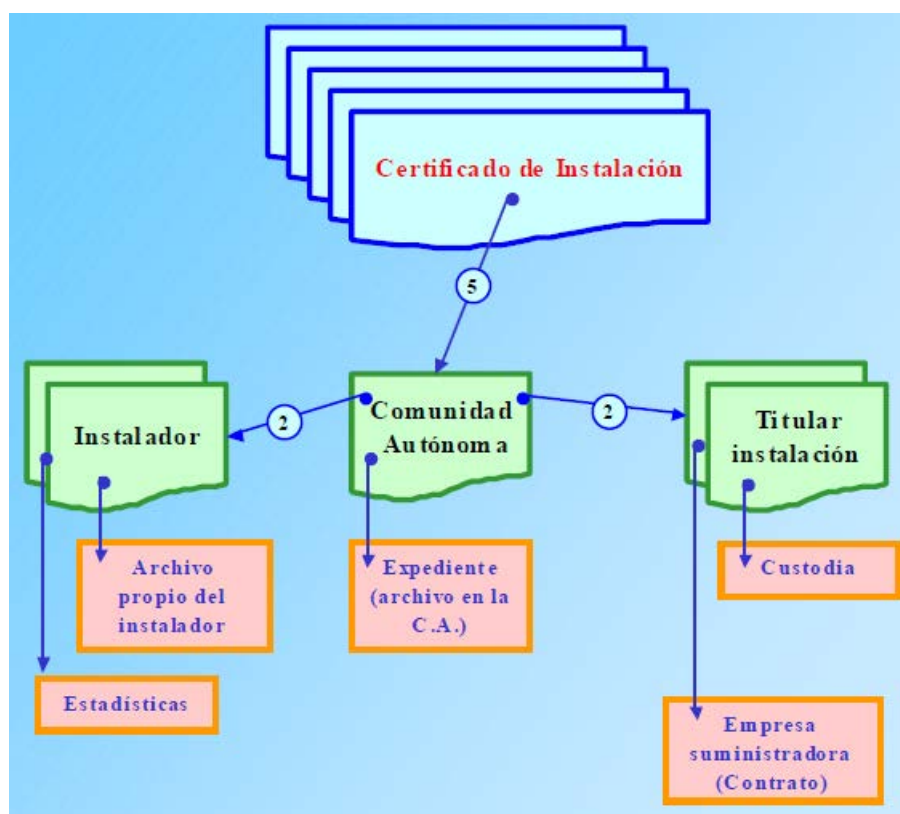 Certificado de Instalación
5
Instalador
2
Comunidad
Autónoma
2
Titular
instalación
Archivo
propio del
instalador
Expediente
(archivo en la
C.A.)
Custodia
Estadísticas
Empresa
suministradora
(Contrato)